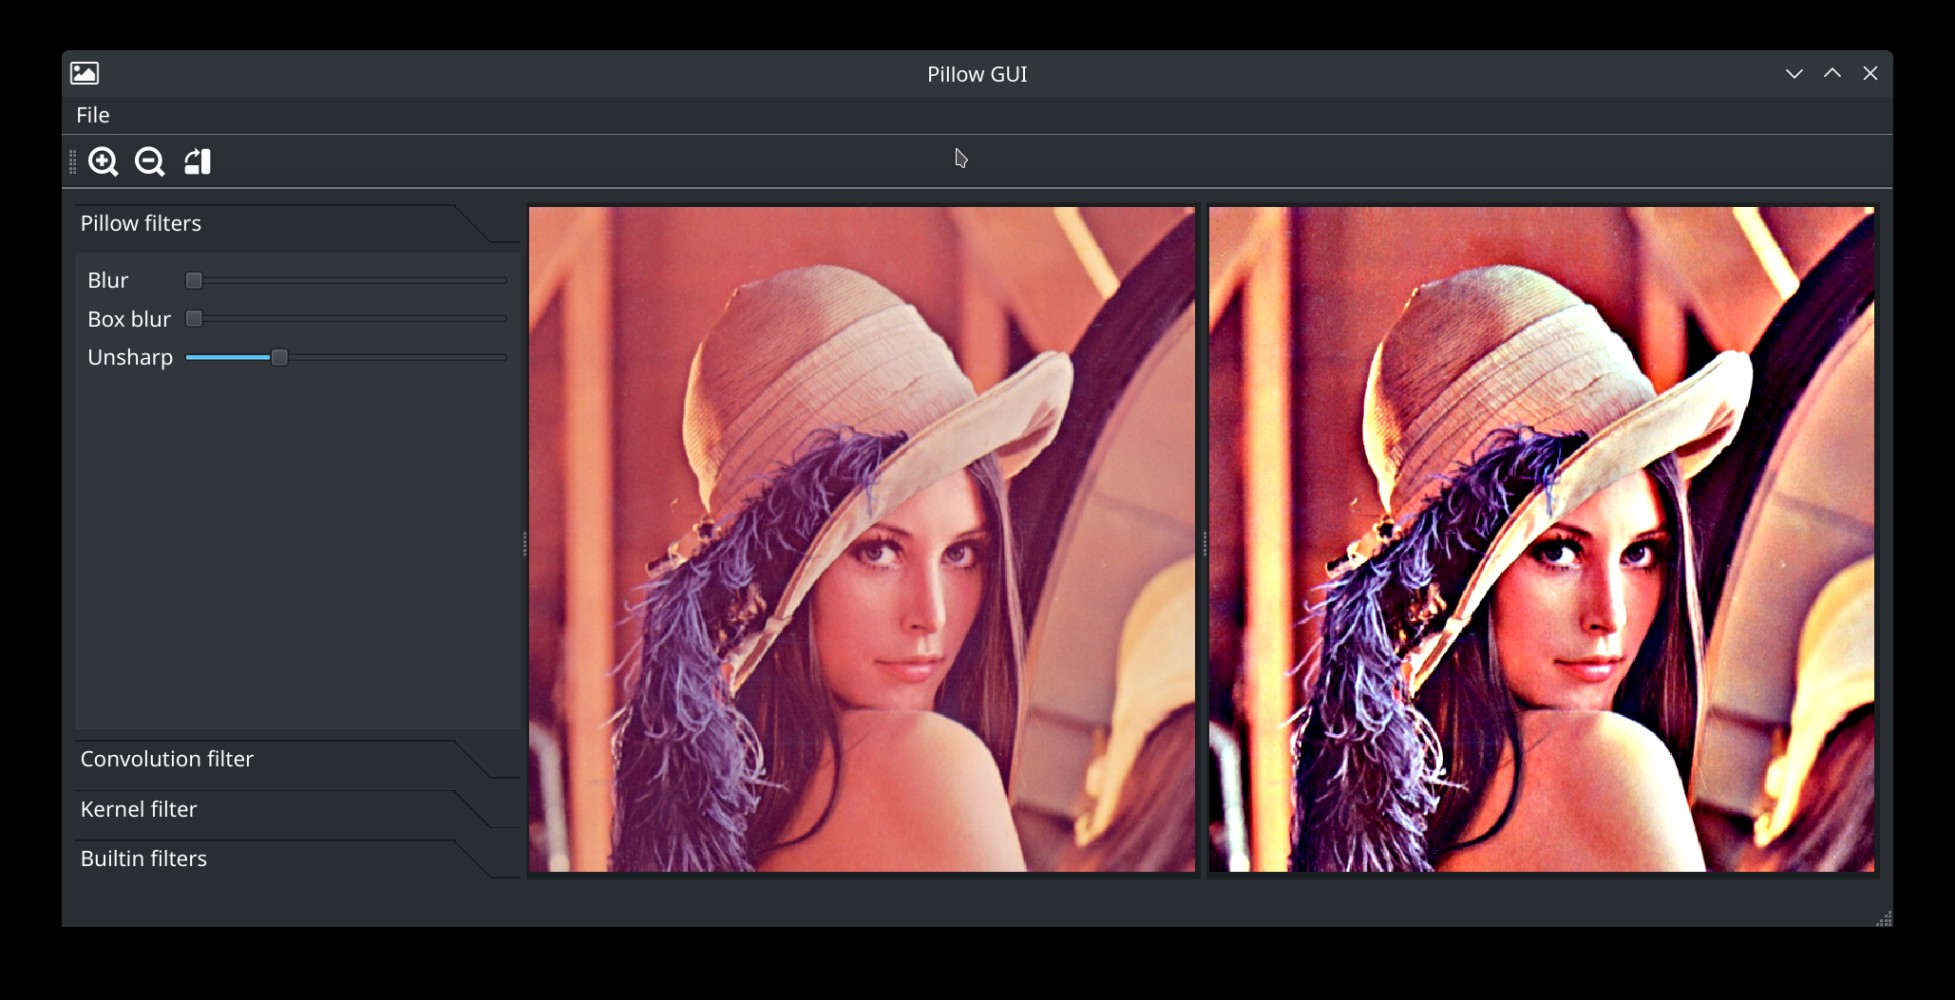 Pillow GUI
File
Pillow filters
Blur
Box blur
Unsharp
Convolution filter
Kernel filter
Builtin filters